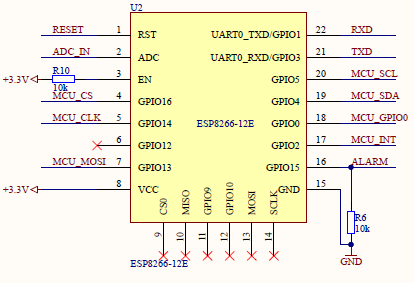 U2
RESET 1 RST UART0_TXD/GPIO1 22 RXD
ADC_IN 2 ADC UART0_RXD/GPIO3 21 TXD
+3.3V R10 10k 3 EN GPIO5 20 MCU_SCL
MCU_CS 4 GPIO16 GPIO4 19 MCU_SDA
MCU_CLK 5 GPIO14 ESP8266-12E GPIO0 18 MCU_GPIO0
6 GPIO12 GPIO2 17 MCU_INT
MCU_MOSI 7 GPIO13 GPIO15 16 ALARM
+3.3V 8 VCC GND 15
CS0 MISO GPIO9 GPIO10 MOSI SCLK
9 10 11 12 13 14
R6
10k
GND
ESP8266-12E